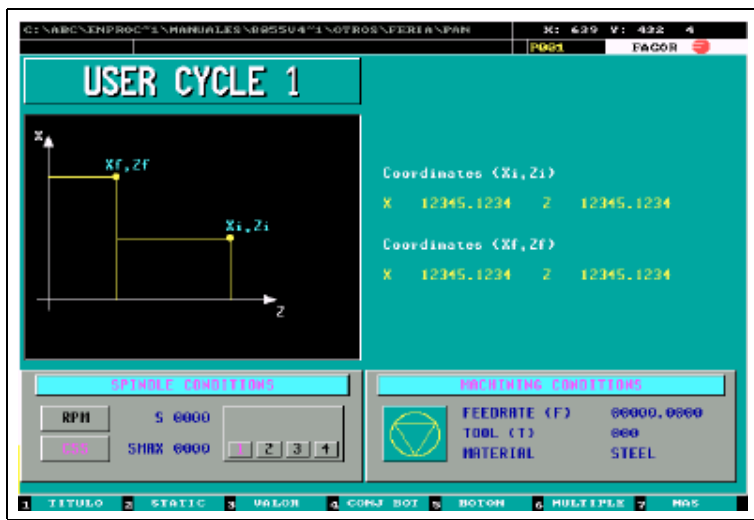 C:\ABC\ENPROC~1\MANUALES\8055U4~1\OTROS\FERIA\PAN X: 639 Y: 432 4
P001 FAGOR
USER CYCLE 1
X
Xf,Zf
Xi,Zi
Z
Coordinates (Xi,Zi)
X 12345.1234 Z 12345.1234
Coordinates (Xf,Zf)
X 12345.1234 Z 12345.1234
SPINDLE CONDITIONS
RPM S 0000
CSS SMAX 0000 1 2 3 4
MACHINING CONDITIONS
FEEDRATE (F) 00000.0000
TOOL (T) 000
MATERIAL STEEL
1 TITULO 2 STATIC 3 VALOR 4 CONJ BOT 5 BOTON 6 MULTIPLE 7 MAS